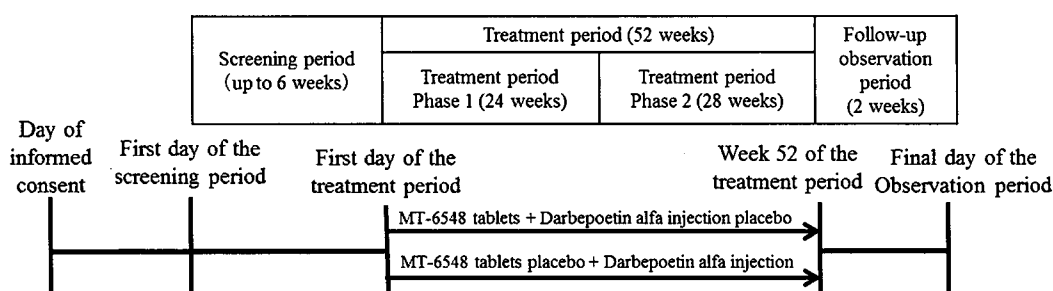 Screening period
(up to 6 weeks)
Treatment period (52 weeks)
Treatment period
Phase 1 (24 weeks)
Treatment period
Phase 2 (28 weeks)
Follow-up
observation
period
(2 weeks)
Day of
informed
consent
First day of the
screening period
First day of the
treatment period
Week 52 of the
treatment period
Final day of the
Observation period
MT-6548 tablets + Darbepoetin alfa injection placebo
MT-6548 tablets placebo + Darbepoetin alfa injection